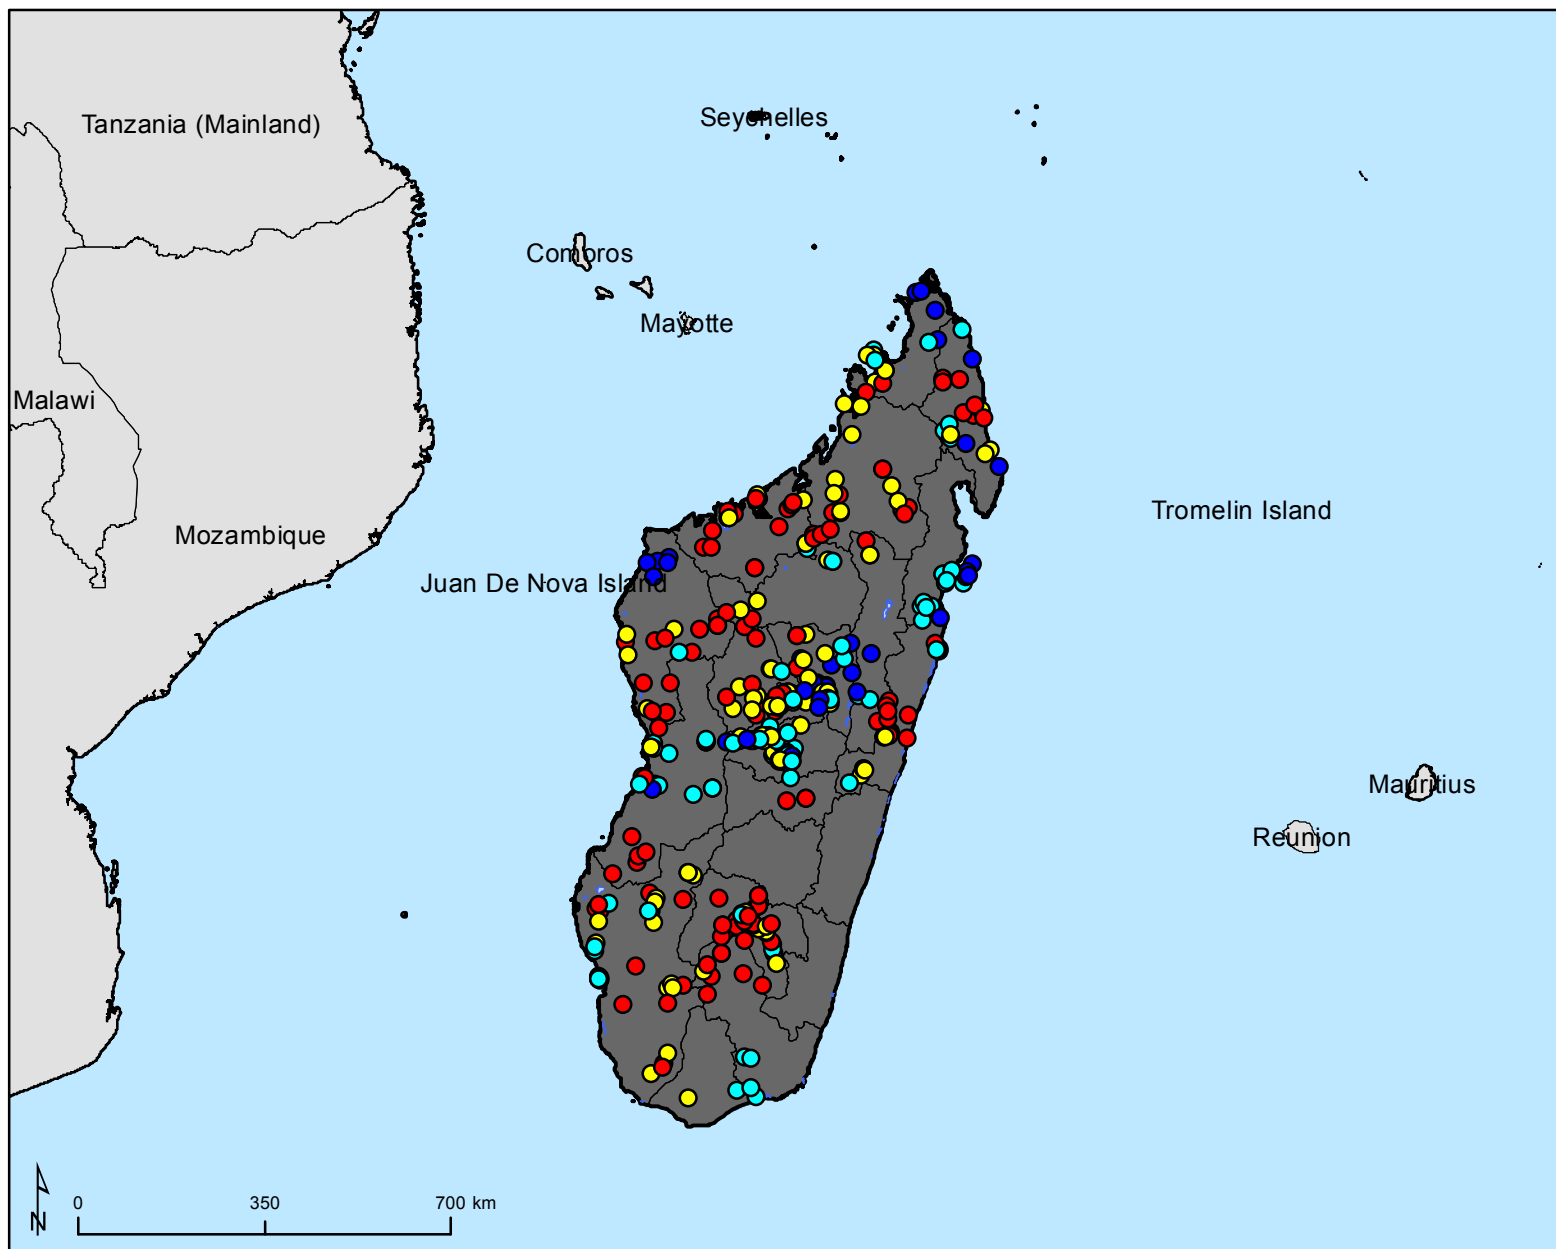 Seychelles
Tanzania (Mainland)
Comoros
Mayotte
Malawi
Tromelin Island
Mozambique
Juan De Nova Island
Mauritius
Reunion
0 350 700 km
N